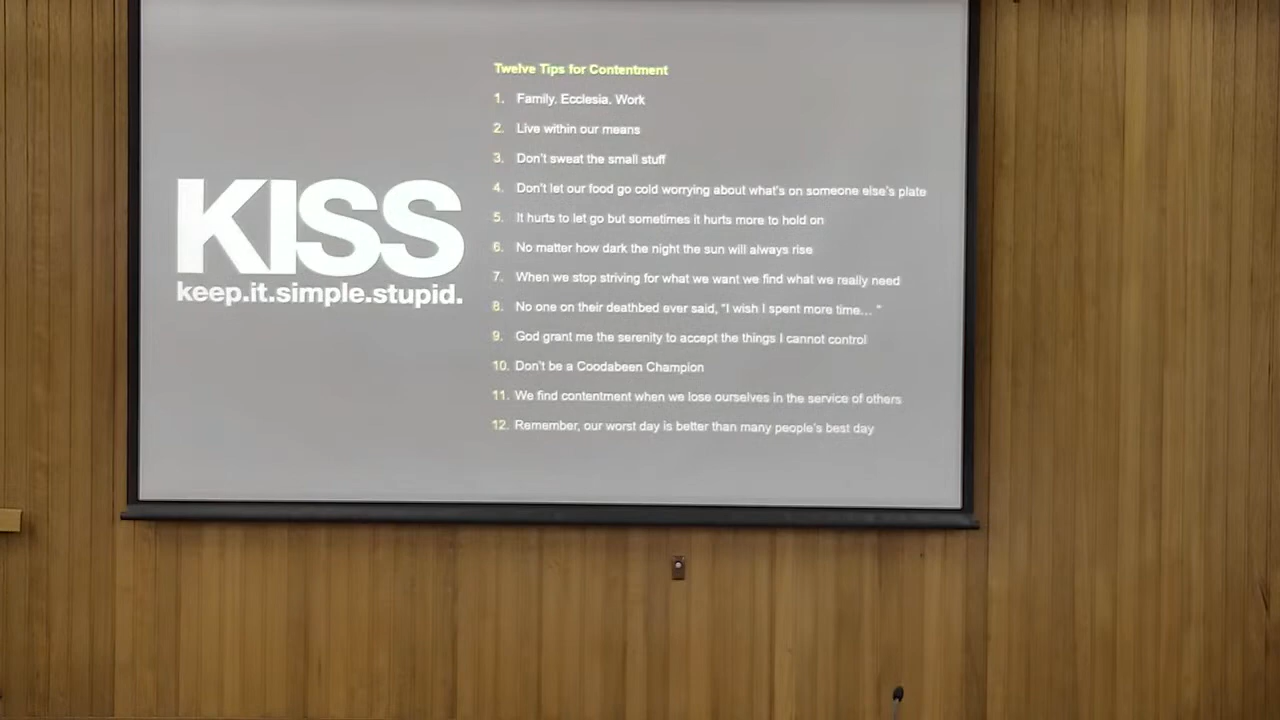 Twelve Tips for Contentment
1. Family. Ecclesia. Work
2. Live within our means
3. Don't sweat the small stuff
4. Don't let our food go cold worrying about what's on someone else's plate
5. It hurts to let go but sometimes it hurts more to hold on
6. No matter how dark the night the sun will always rise
7. When we stop striving for what we want we find what we really need
8. No one on their deathbed ever said, "I wish I spent more time... "
9. God grant me the serenity to accept the things I cannot control
10. Don't be a Coodabeen Champion
11. We find contentment when we lose ourselves in the service of others
12. Remember, our worst day is better than many people's best day
KISS
keep.it.simple.stupid.